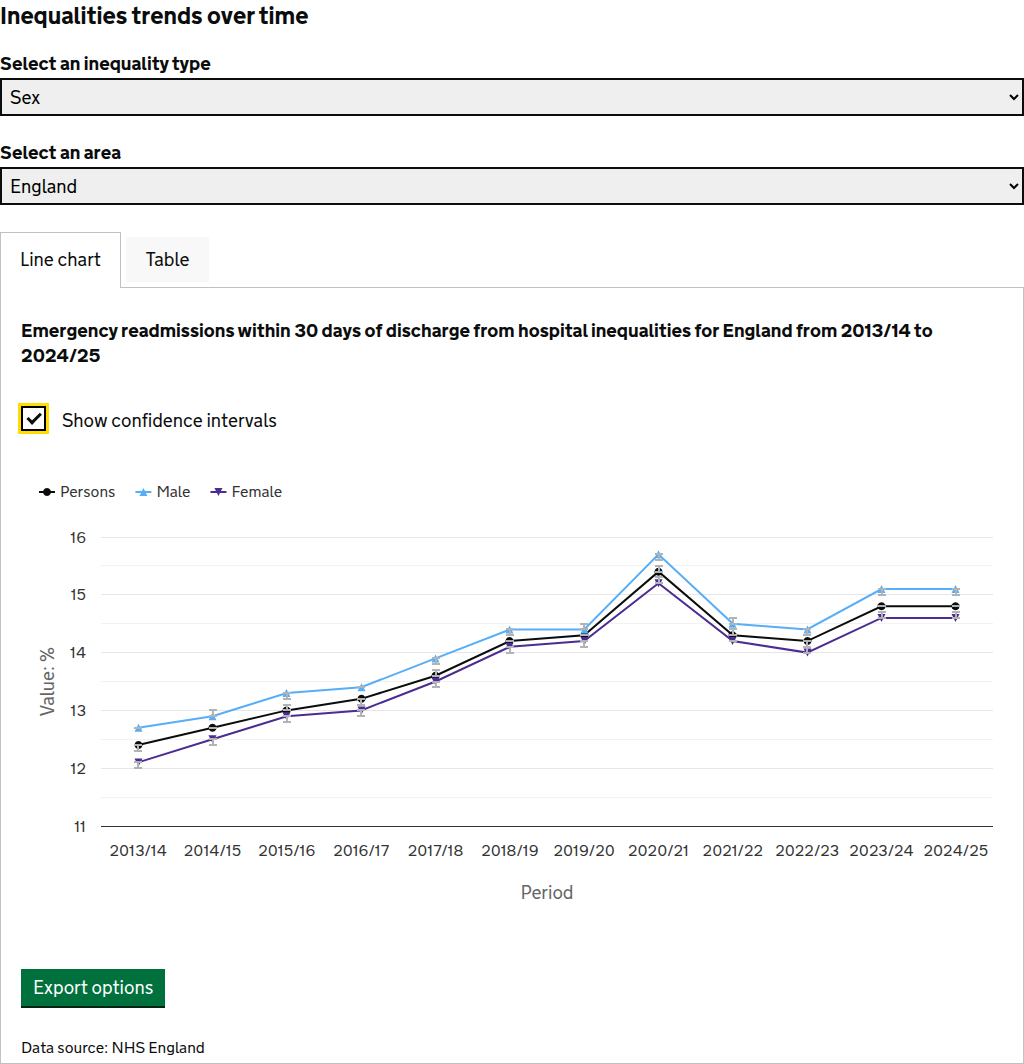 Inequalities trends over time
Select an inequality type
Sex
Select an area
England
Line chart Table
Emergency readmissions within 30 days of discharge from hospital inequalities for England from 2013/14 to
2024/25
Show confidence intervals
Persons Male Female
16
15
14
13
12
11
Value: %
2013/14 2014/15 2015/16 2016/17 2017/18 2018/19 2019/20 2020/21 2021/22 2022/23 2023/24 2024/25
Period
Export options
Data source: NHS England